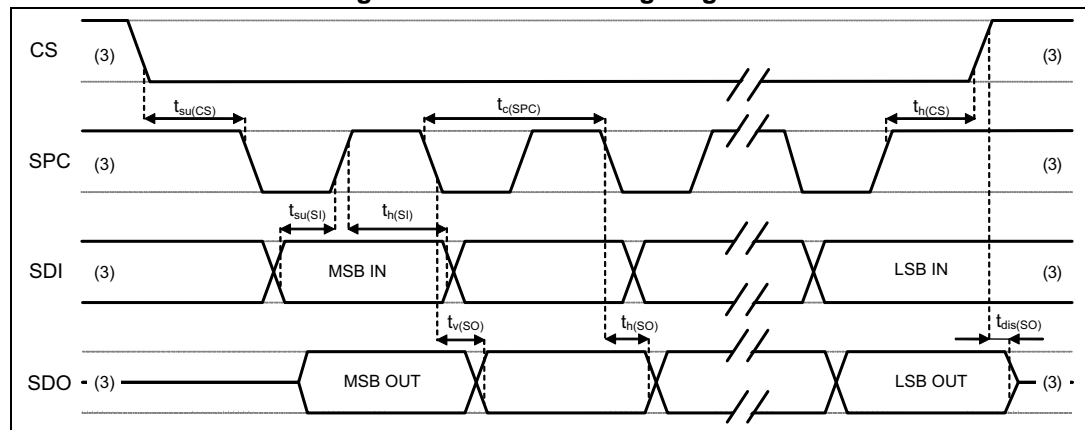 CS (3) (3)
t_su(CS) t_c(SPC) t_h(CS)
SPC (3) (3)
t_su(SI) t_h(SI)
SDI (3) MSB IN LSB IN (3)
t_v(SO) t_h(SO) t_dis(SO)
SDO (3) MSB OUT LSB OUT (3)